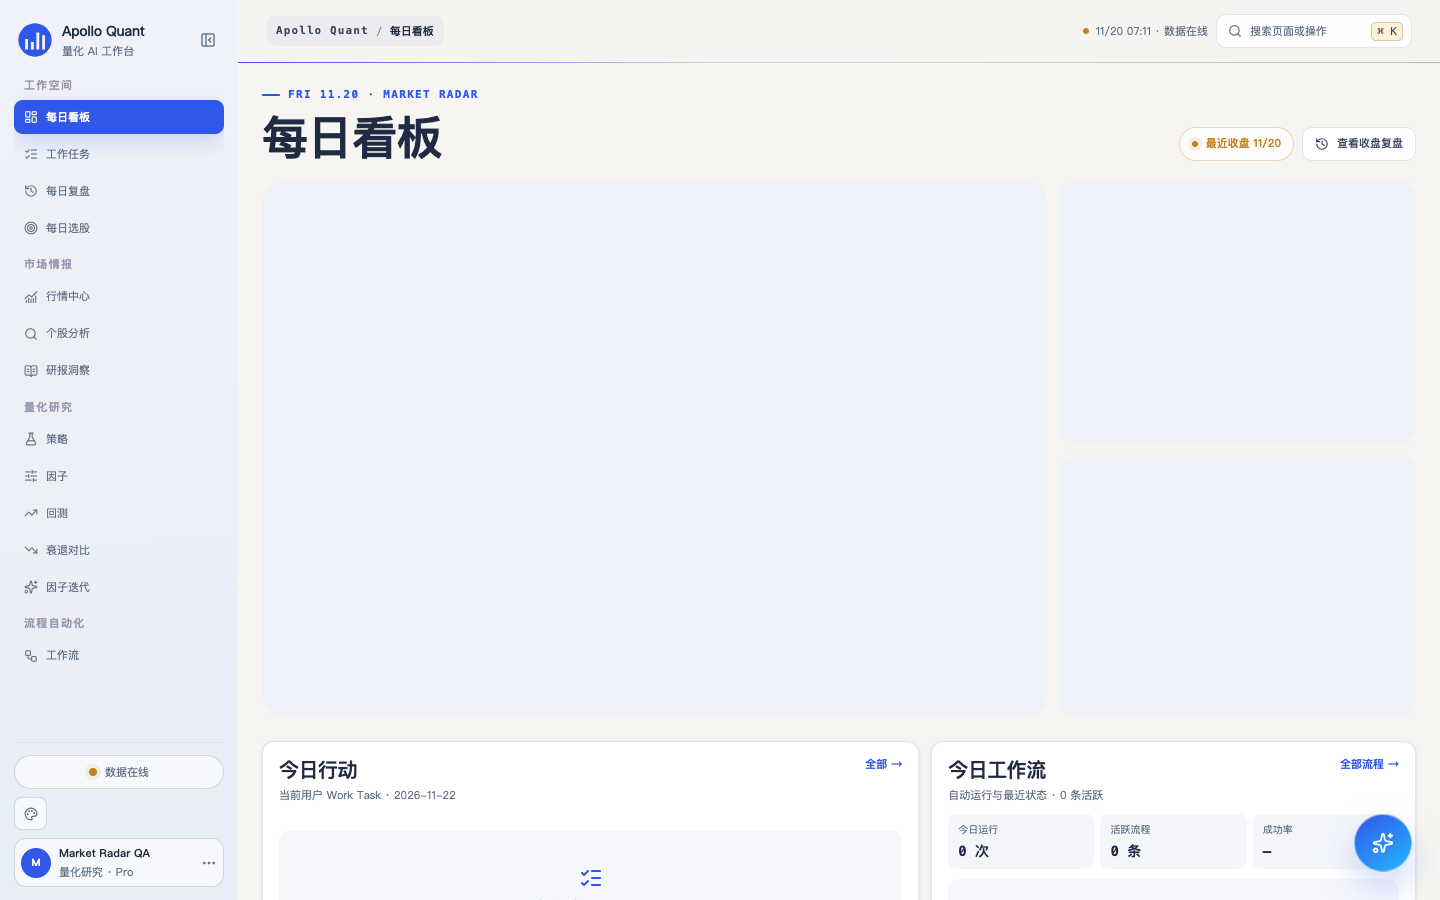 Apollo Quant
量化 AI 工作台
工作空间
每日看板
工作任务
每日复盘
每日选股
市场情报
行情中心
个股分析
研报洞察
量化研究
策略
因子
回测
衰退对比
因子迭代
流程自动化
工作流
数据在线
M
Market Radar QA
量化研究 · Pro
Apollo Quant / 每日看板
11/20 07:11 · 数据在线
搜索页面或操作
⌘ K
FRI 11.20 · MARKET RADAR
每日看板
最近收盘 11/20
查看收盘复盘
今日行动
全部 →
当前用户 Work Task · 2026-11-22
今日工作流
全部流程 →
自动运行与最近状态 · 0 条活跃
今日运行
0 次
活跃流程
0 条
成功率
—